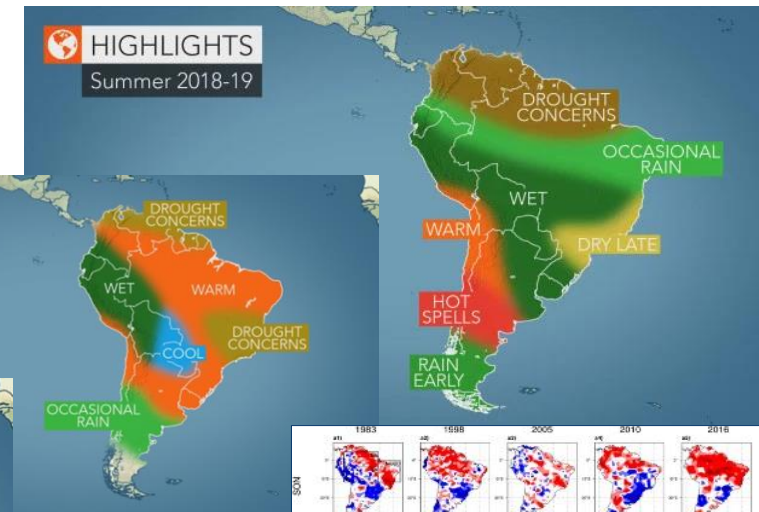 HIGHLIGHTS
Summer 2018-19
DROUGHT
CONCERNS
OCCASIONAL
RAIN
WET
WARM
DRY LATE
HOT
SPELLS
RAIN
EARLY
DROUGHT
CONCERNS
WET
WARM
DROUGHT
CONCERNS
COOL
OCCASIONAL
RAIN
1983 1998 2005 2010 2016
SON